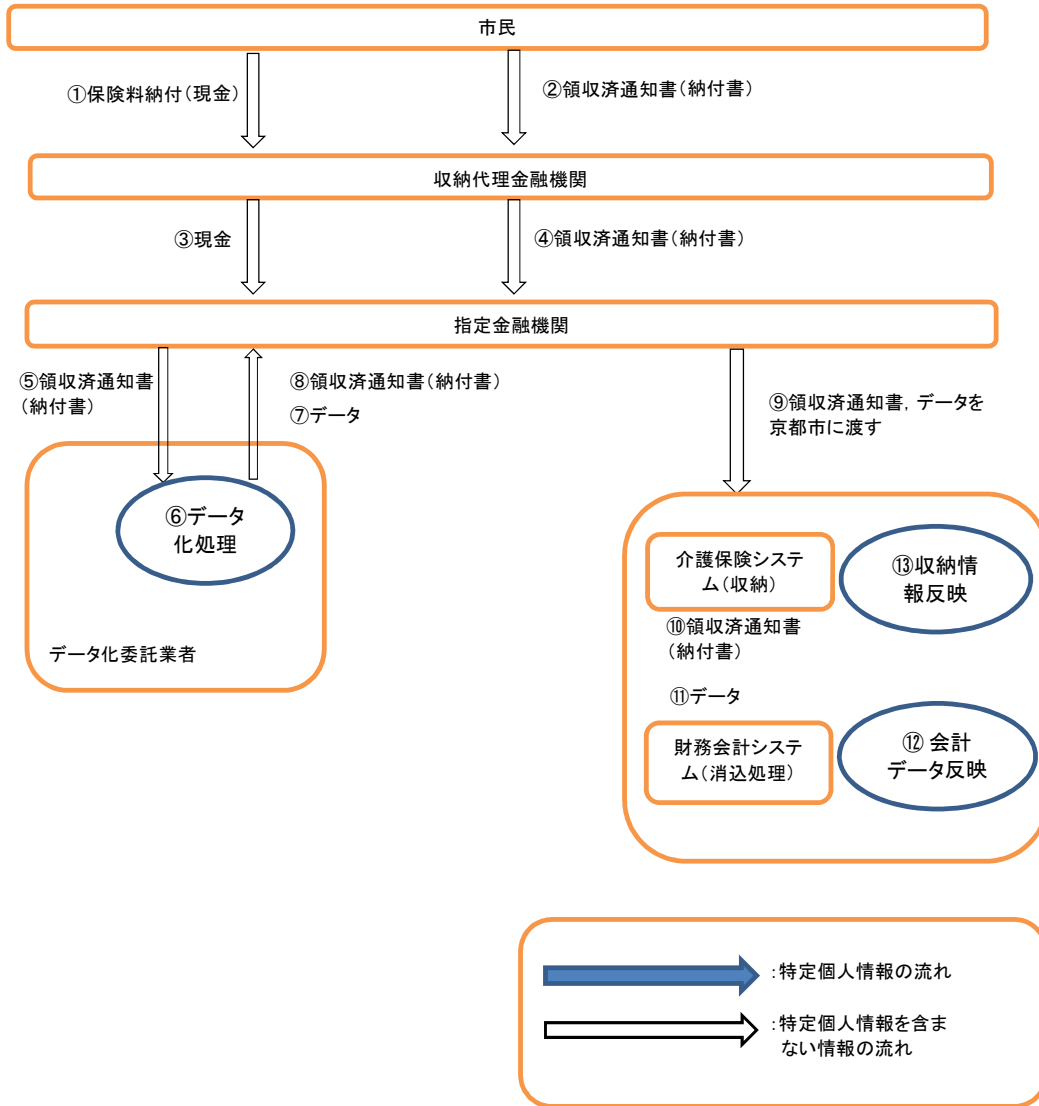 市民
①保険料納付(現金)
②領収済通知書(納付書)
収納代理金融機関
③現金
④領収済通知書(納付書)
指定金融機関
⑤領収済通知書
(納付書)
⑧領収済通知書(納付書)
⑦データ
⑨領収済通知書,データを
京都市に渡す
⑥データ
化処理
データ化委託業者
介護保険システ
ム(収納)
⑬収納情
報反映
⑩領収済通知書
(納付書)
⑪データ
財務会計システ
ム(消込処理)
⑫ 会計
データ反映
:特定個人情報の流れ
:特定個人情報を含ま
ない情報の流れ